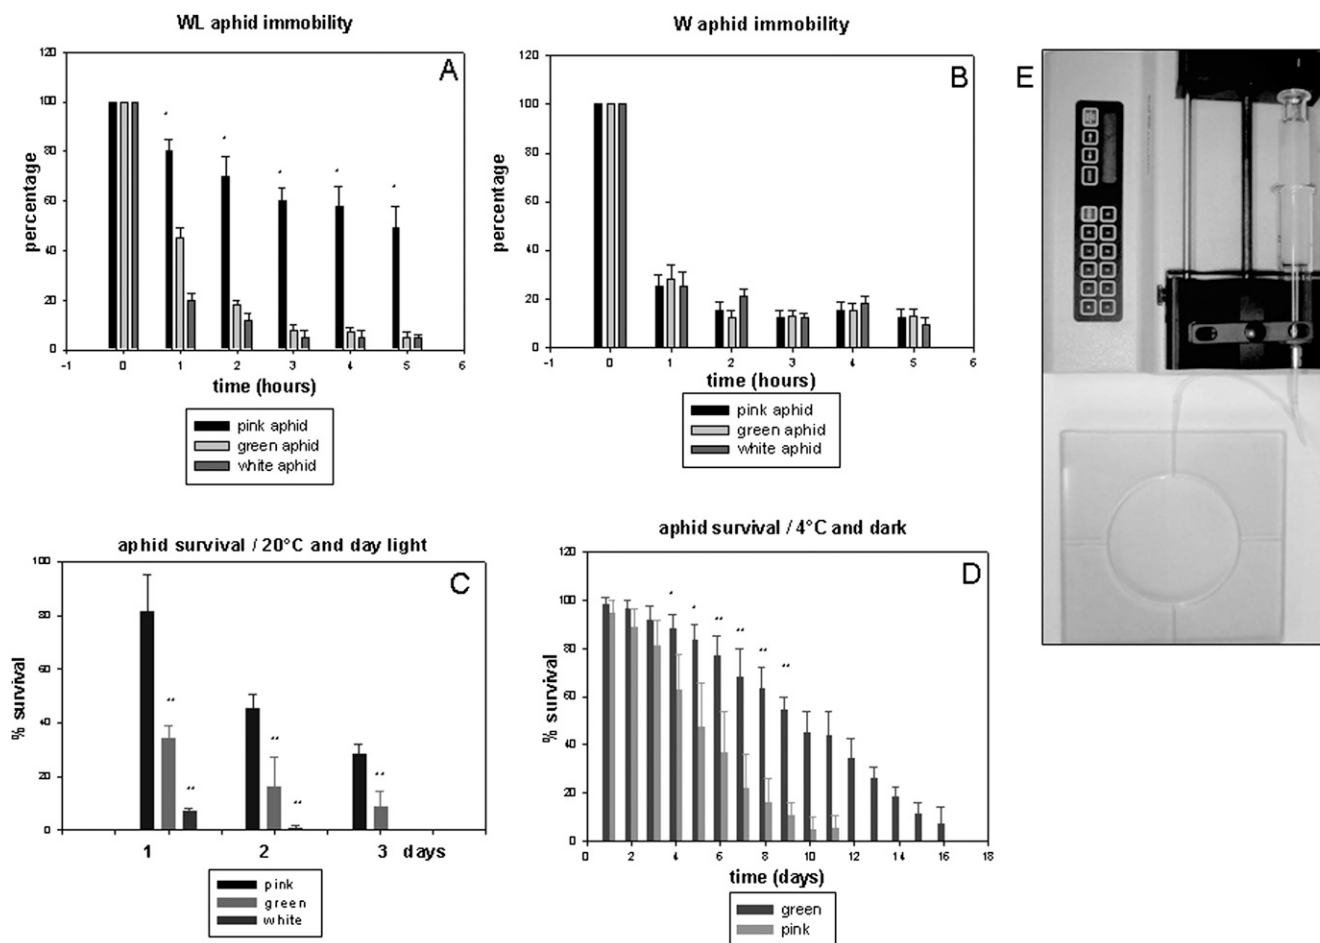 WL aphid immobility
A
120
100
80
60
40
20
0
percentage
-1 0 1 2 3 4 5 6
time (hours)
pink aphid
green aphid
white aphid
W aphid immobility
B
120
100
80
60
40
20
0
percentage
-1 0 1 2 3 4 5 6
time (hours)
pink aphid
green aphid
white aphid
E
aphid survival / 20°C and day light
C
100
80
60
40
20
0
% survival
1 2 3 days
pink
green
white
aphid survival / 4°C and dark
D
120
100
80
60
40
20
0
% survival
0 2 4 6 8 10 12 14 16 18
time (days)
green
pink